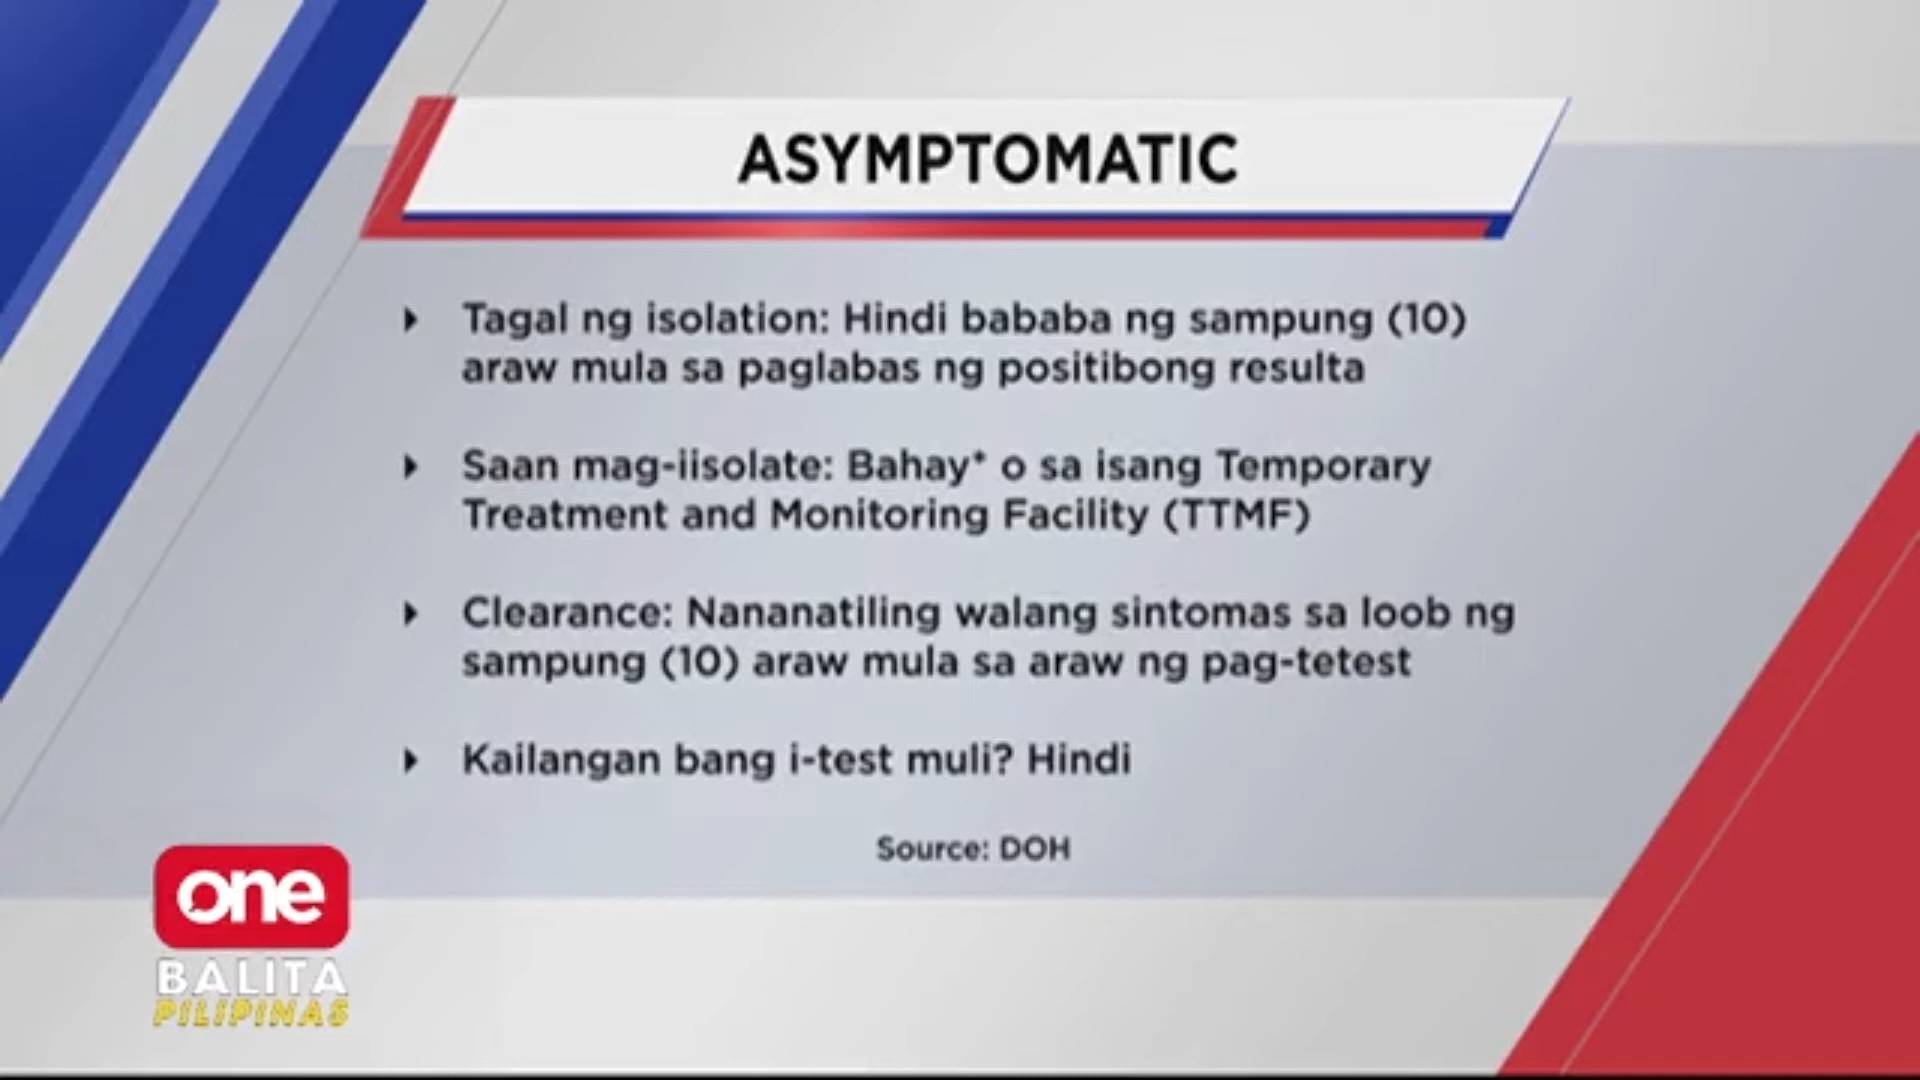 ASYMPTOMATIC
Tagal ng isolation: Hindi bababa ng sampung (10)
araw mula sa paglabas ng positibong resulta
Saan mag-iisolate: Bahay* o sa isang Temporary
Treatment and Monitoring Facility (TTMF)
Clearance: Nananatiling walang sintomas sa loob ng
sampung (10) araw mula sa araw ng pag-tetest
Kailangan bang i-test muli? Hindi
Source: DOH
one
BALITA
PILIPINAS